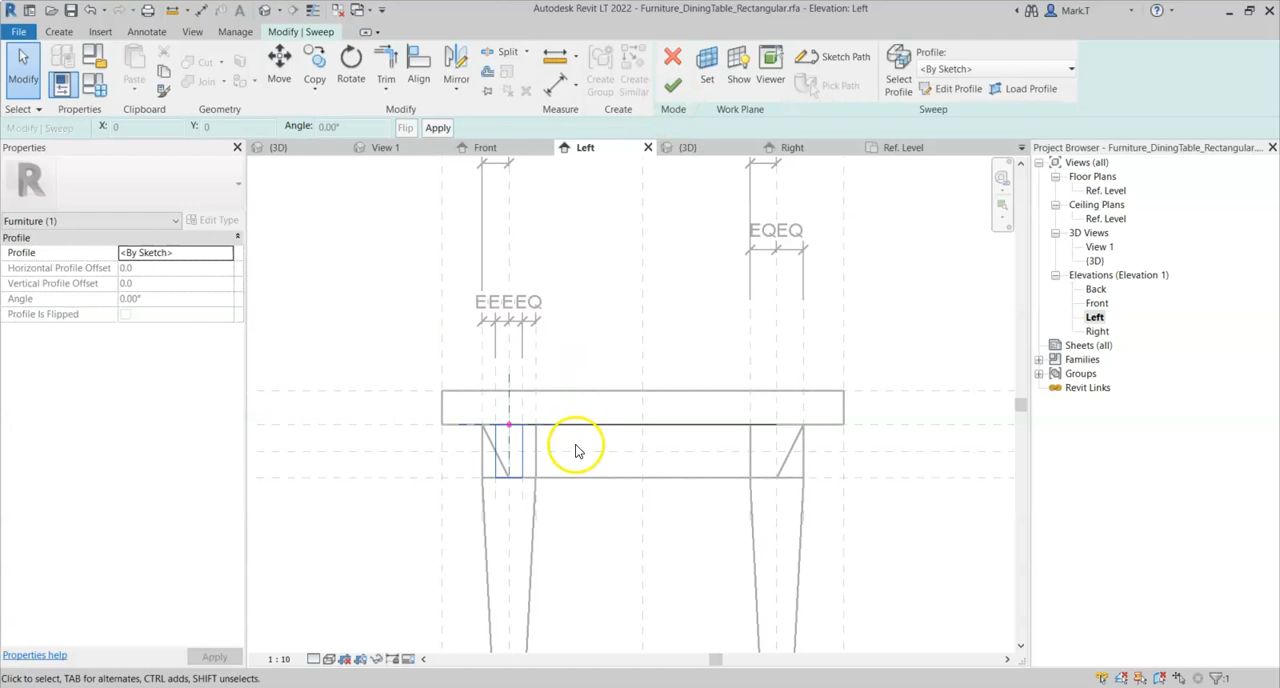 Autodesk Revit LT 2022 - Furniture_DiningTable_Rectangular.rfa - Elevation: Left
Mark.T
File Create Insert Annotate View Manage Modify | Sweep
Modify
Paste
Cut
Join
Move
Copy
Rotate
Trim
Align
Mirror
Split
Create Group
Create Similar
Set
Show
Viewer
Sketch Path
Pick Path
Select Profile
Profile:
<By Sketch>
Edit Profile
Load Profile
Select Properties Clipboard Geometry Modify Measure Create Mode Work Plane Sweep
Modify | Sweep X: 0 Y: 0 Angle: 0.00° Flip Apply
Properties
{3D} View 1 Front Left {3D} Right Ref. Level
Project Browser - Furniture_DiningTable_Rectangular...
R
Furniture (1) Edit Type
Profile
Profile <By Sketch>
Horizontal Profile Offset 0.0
Vertical Profile Offset 0.0
Angle 0.00°
Profile Is Flipped
EQEQ
EEEEQ
Views (all)
Floor Plans
Ref. Level
Ceiling Plans
Ref. Level
3D Views
View 1
{3D}
Elevations (Elevation 1)
Back
Front
Left
Right
Sheets (all)
Families
Groups
Revit Links
Properties help Apply
1 : 10
Click to select, TAB for alternates, CTRL adds, SHIFT unselects.
:1